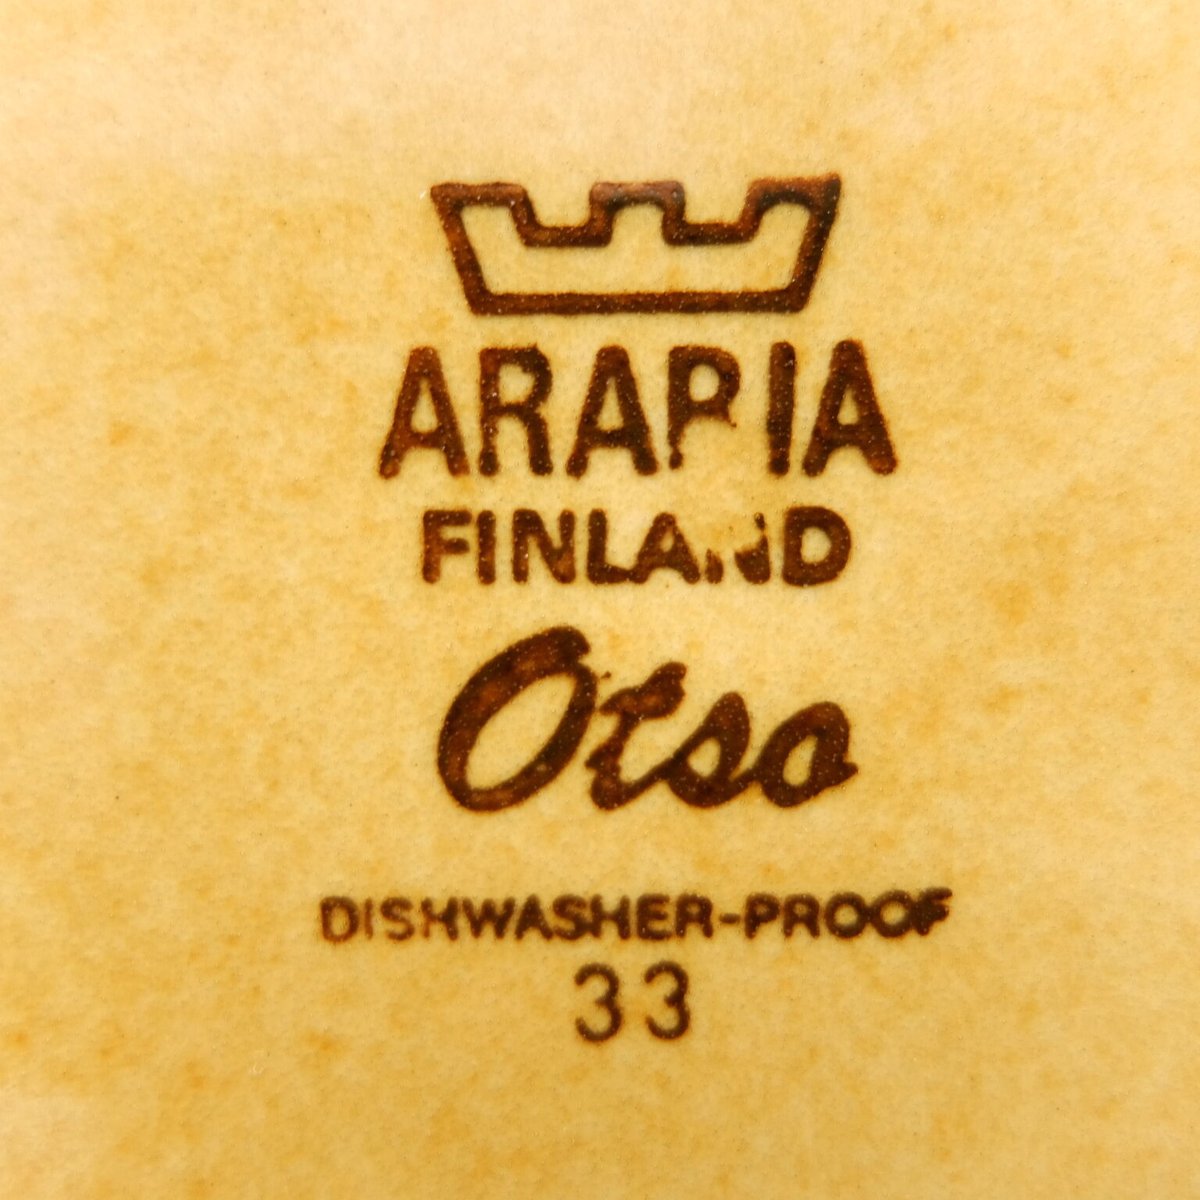 ARABIA
FINLAND
Otso
DISHWASHER-PROOF
33